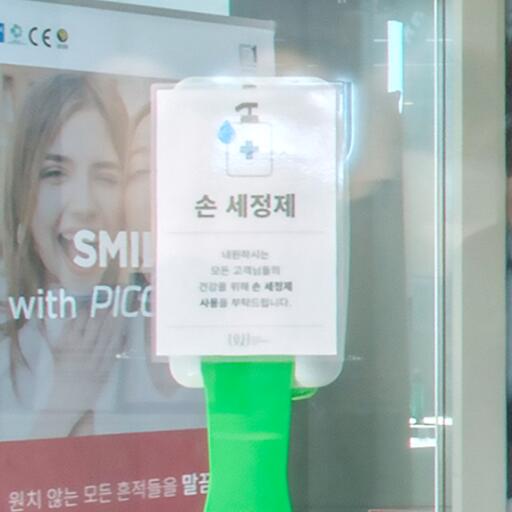 CE
손 세정제
내원하시는
모든 고객님들의
건강을 위해 손 세정제
사용을 부탁드립니다.
SMIL
with PICO
원치 않는 모든 흔적들을 말끔